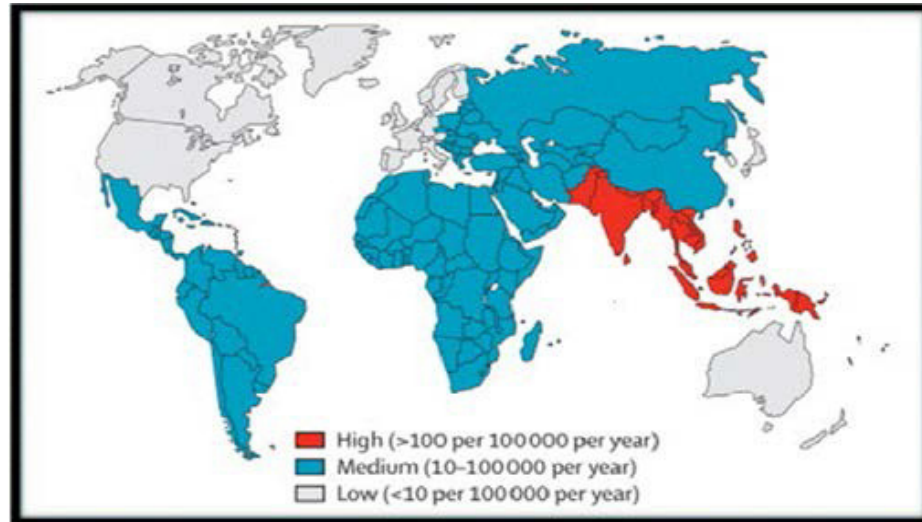 High (>100 per 100 000 per year)
Medium (10–100 000 per year)
Low (<10 per 100 000 per year)